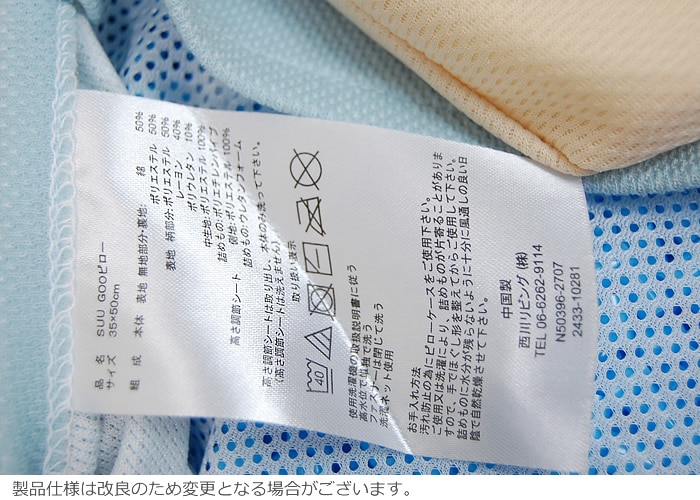 品 名 SUU GOOピロー
サイズ 35×50cm
組 成 本体 表地 無地部分・裏地: 綿 50%
ポリエステル 50%
表地 柄部分:ポリエステル 50%
レーヨン 40%
ポリウレタン 10%
中生地:ポリエステル 100%
詰めもの:ポリエチレンパイプ
高さ調節シート 側地:ポリエステル 100%
詰めもの:ウレタンフォーム
高さ調節シートは取り出し、本体のみ洗って下さい。
(高さ調節シートは洗えません)
取り扱い表示
40
使用洗濯機の取扱説明書に従う
高水位で単独で洗う
ファスナーは閉じて洗う
洗濯ネット使用
お手入れ方法
汚れ防止の為にピローケースをご使用下さい。
ご使用又は洗濯により、詰めものが片寄ることがありま
すので、手でほぐし形を整えてからご使用して下さい。
詰めものに水分が残らないように十分に風通しの良い日
陰で自然乾燥させて下さい。
中国製
西川リビング(株)
TEL 06-6262-9114
N50396-2707
2433-10281
製品仕様は改良のため変更となる場合がございます。